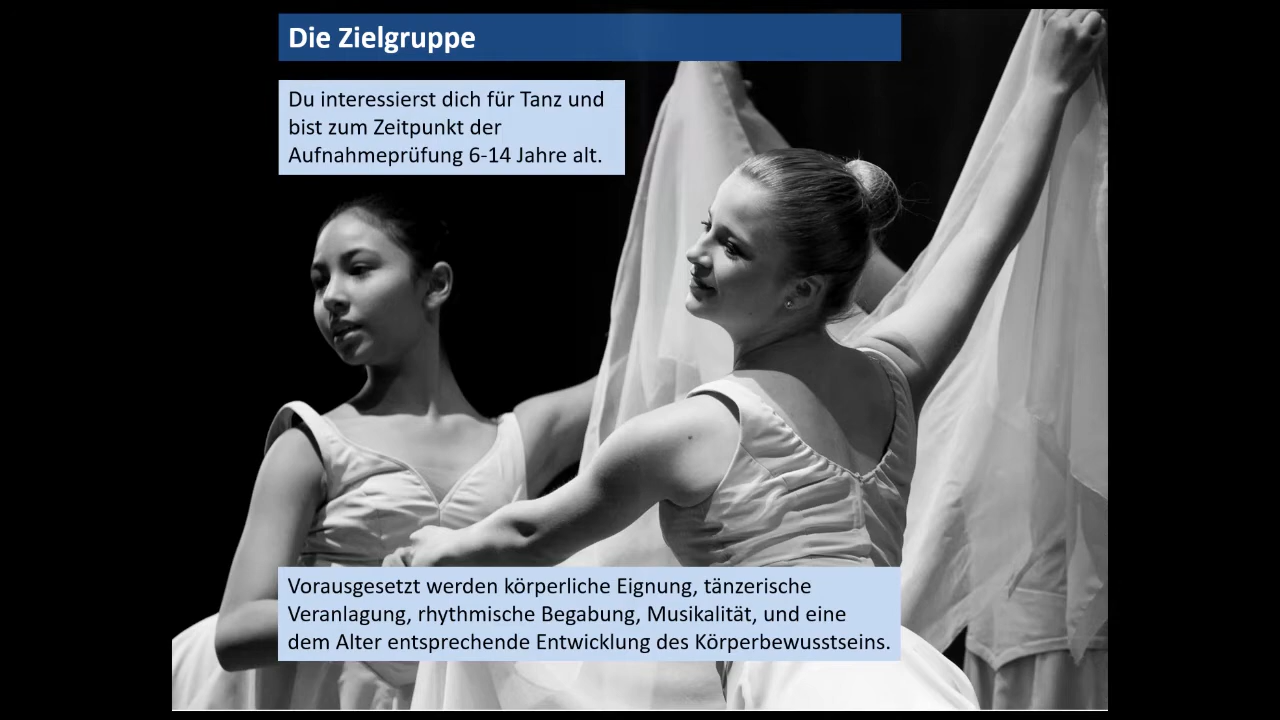 Die Zielgruppe
Du interessierst dich für Tanz und
bist zum Zeitpunkt der
Aufnahmeprüfung 6-14 Jahre alt.
Vorausgesetzt werden körperliche Eignung, tänzerische
Veranlagung, rhythmische Begabung, Musikalität, und eine
dem Alter entsprechende Entwicklung des Körperbewusstseins.